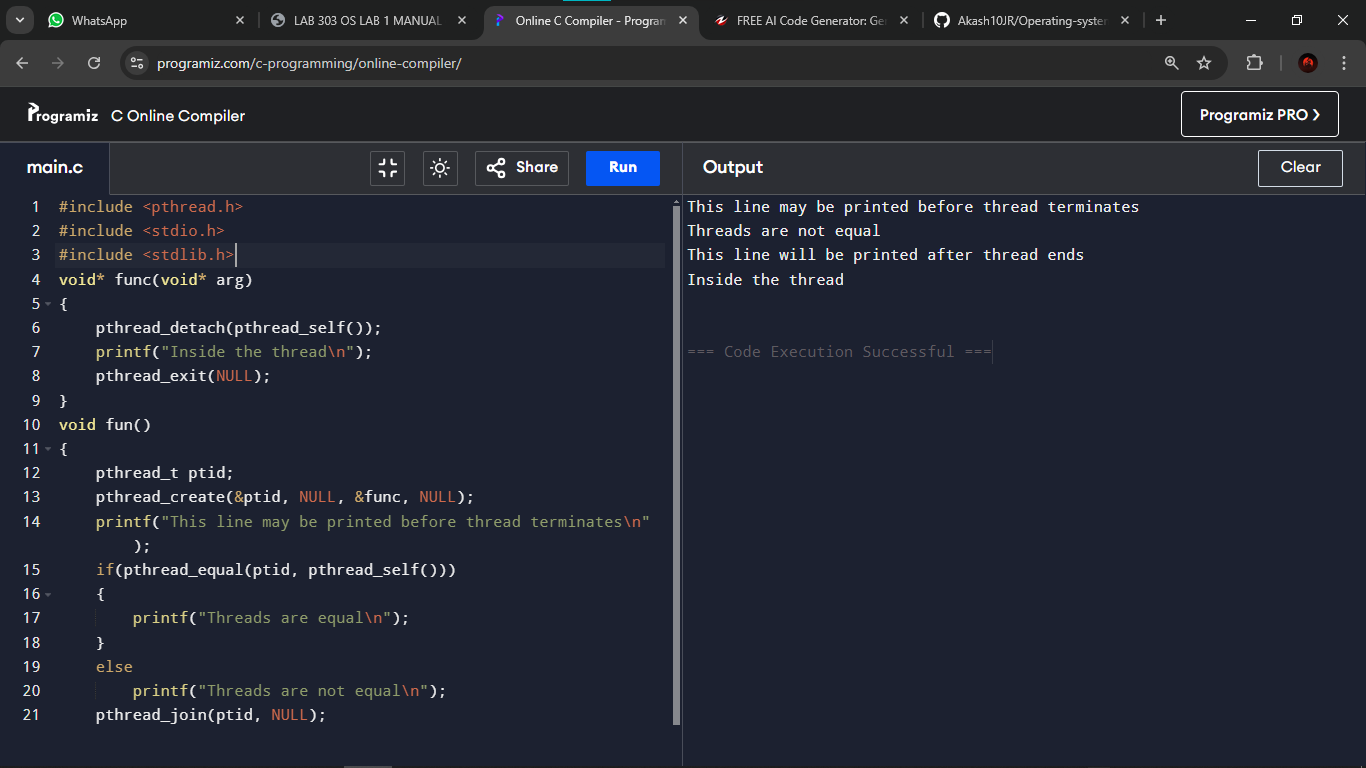 WhatsApp
LAB 303 OS LAB 1 MANUAL
Online C Compiler - Program
FREE AI Code Generator: Ge
Akash10JR/Operating-syste
programiz.com/c-programming/online-compiler/
Programiz C Online Compiler
Programiz PRO
main.c
Share
Run
Output
Clear
1 #include <pthread.h>
2 #include <stdio.h>
3 #include <stdlib.h>
4 void* func(void* arg)
5 {
6 pthread_detach(pthread_self());
7 printf("Inside the thread\n");
8 pthread_exit(NULL);
9 }
10 void fun()
11 {
12 pthread_t ptid;
13 pthread_create(&ptid, NULL, &func, NULL);
14 printf("This line may be printed before thread terminates\n"
);
15 if(pthread_equal(ptid, pthread_self()))
16 {
17 printf("Threads are equal\n");
18 }
19 else
20 printf("Threads are not equal\n");
21 pthread_join(ptid, NULL);
This line may be printed before thread terminates
Threads are not equal
This line will be printed after thread ends
Inside the thread
=== Code Execution Successful ===